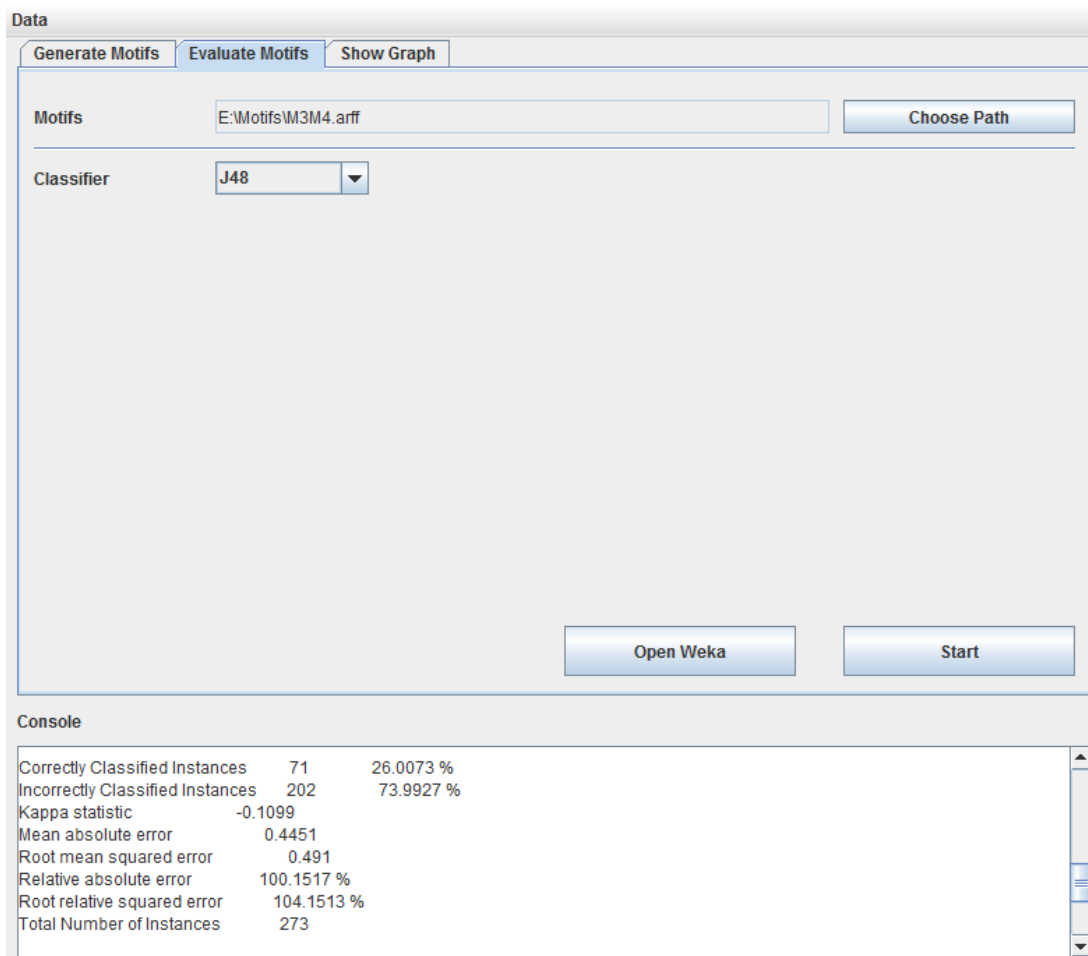 Data
Generate Motifs Evaluate Motifs Show Graph
Motifs E:\Motifs\M3M4.arff Choose Path
Classifier J48
Open Weka Start
Console
Correctly Classified Instances 71 26.0073 %
Incorrectly Classified Instances 202 73.9927 %
Kappa statistic -0.1099
Mean absolute error 0.4451
Root mean squared error 0.491
Relative absolute error 100.1517 %
Root relative squared error 104.1513 %
Total Number of Instances 273